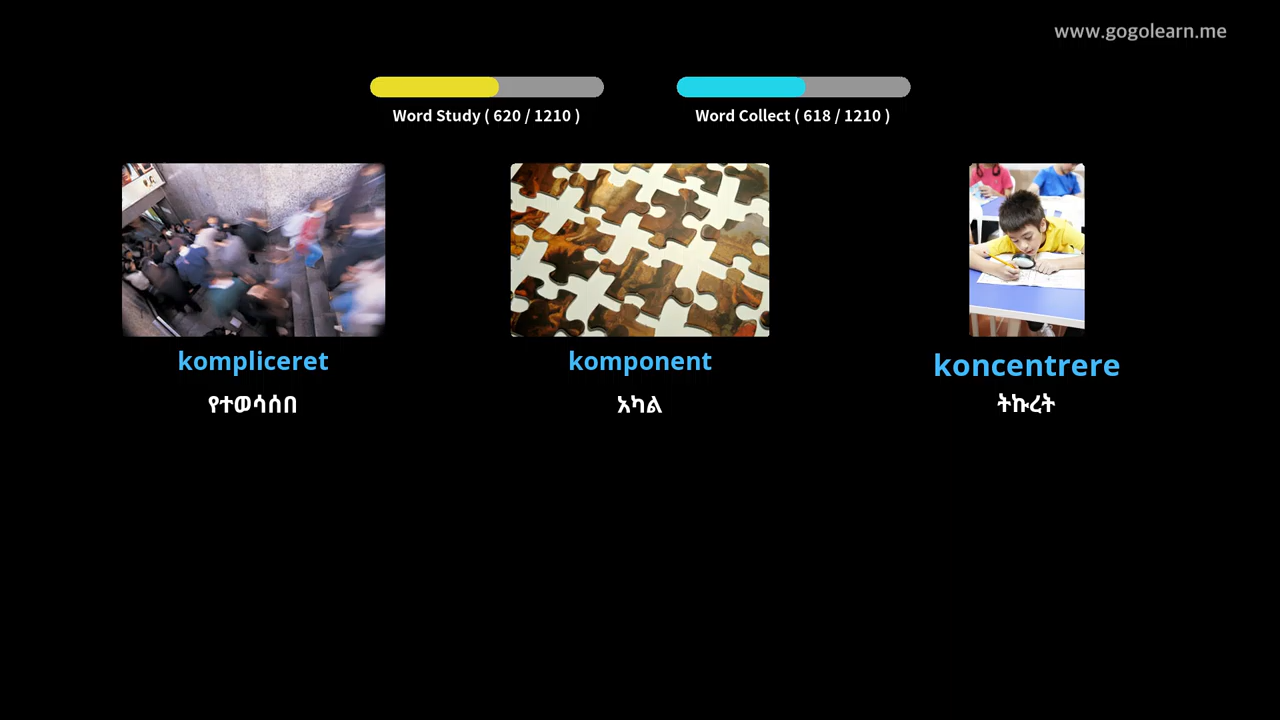 www.gogolearn.me
Word Study ( 620 / 1210 )
Word Collect ( 618 / 1210 )
kompliceret
komponent
koncentrere
የተወሳሰበ
አካል
ትኩረት